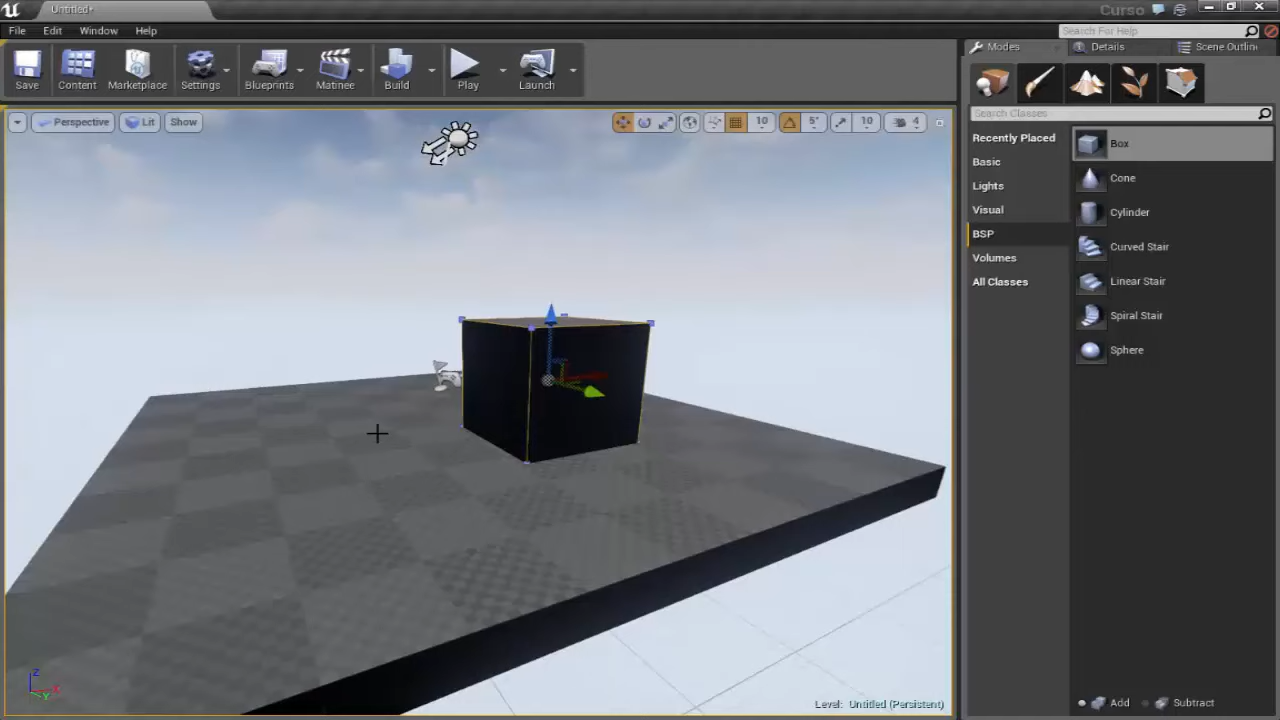 Untitled*
Curso
File Edit Window Help
Search For Help
Save Content Marketplace Settings Blueprints Matinee Build Play Launch
Modes Details Scene Outlin
Perspective Lit Show
10 5° 10 4
Search Classes
Recently Placed
Basic
Lights
Visual
BSP
Volumes
All Classes
Box
Cone
Cylinder
Curved Stair
Linear Stair
Spiral Stair
Sphere
Z
X
Y
Level: Untitled (Persistent)
Add Subtract